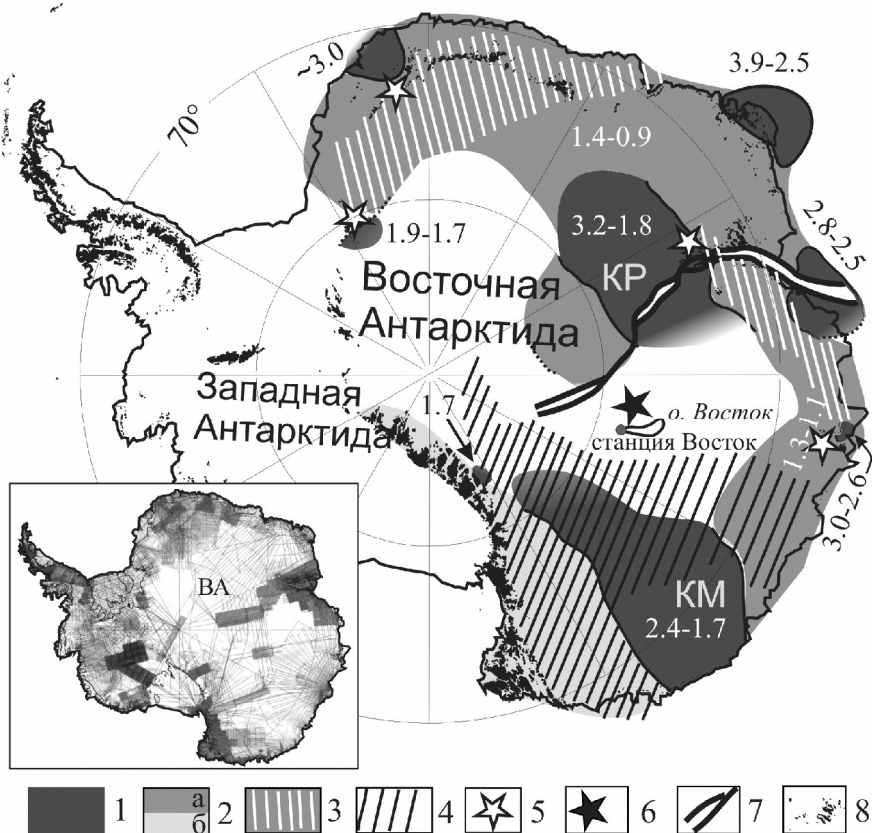 ~3.0
3.9-2.5
70°
1.4-0.9
2.8-2.5
1.9-1.7
3.2-1.8
КР
Восточная
Антарктида
Западная
Антарктида
1.7
о. Восток
станция Восток
1.3-1.1
3.0-2.6
КМ
2.4-1.7
ВА
1
а
б
2
3
4
5
6
7
8